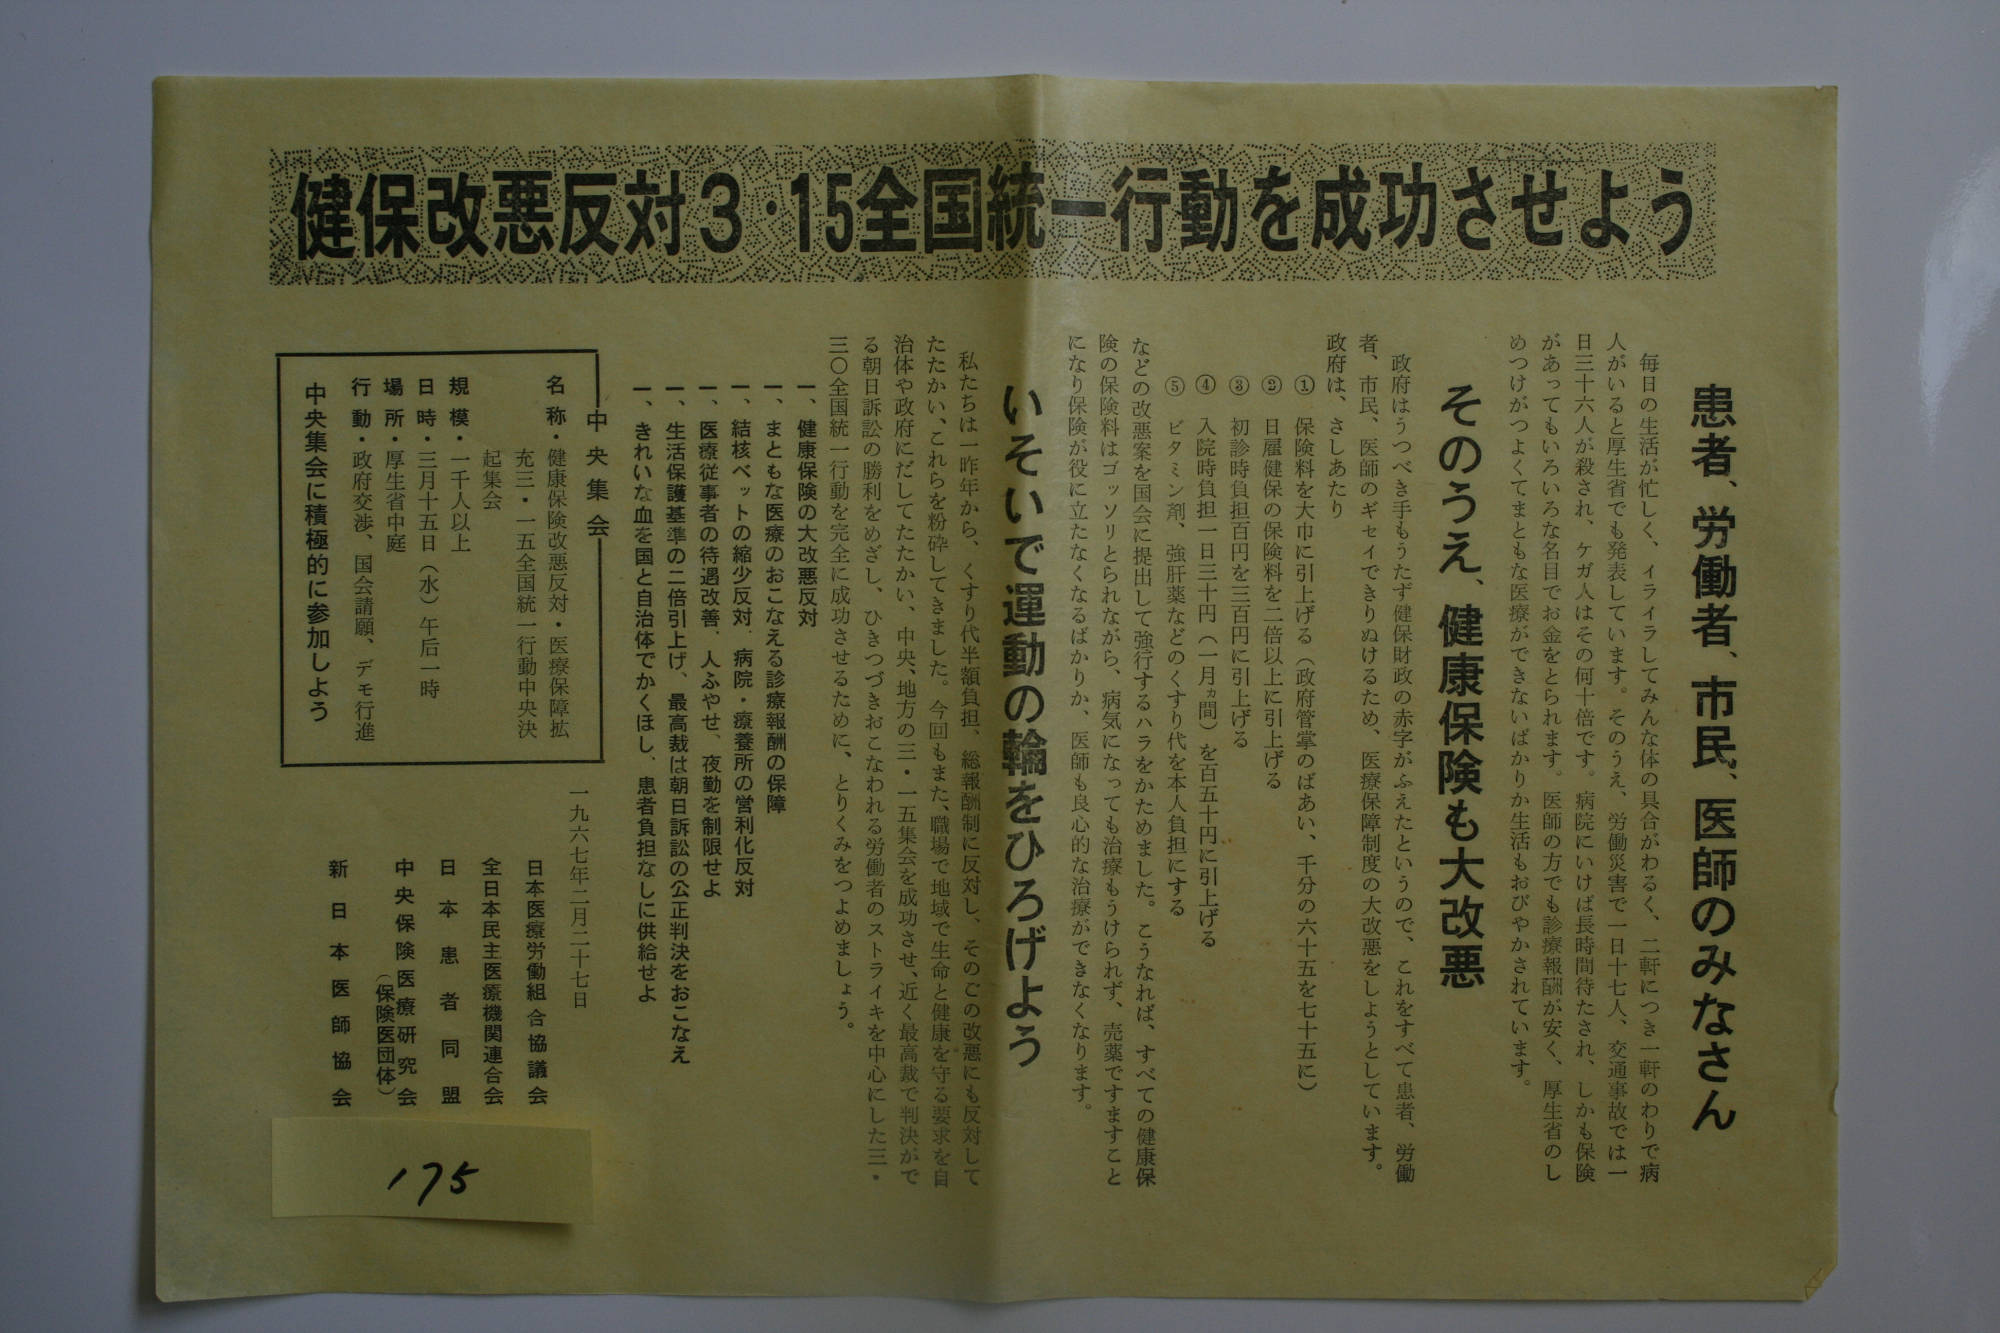 健保改悪反対3・15全国統一行動を成功させよう
患者、労働者、市民、医師のみなさん
毎日の生活が忙しく、イライラしてみんな体の具合がわるく、二軒につき一軒のわりで病
人がいると厚生省でも発表しています。そのうえ、労働災害で一日十七人、交通事故では一
日三十六人が殺され、ケガ人はその何十倍です。病院にいけば長時間待たされ、しかも保険
があってもいろいろな名目でお金をとられます。医師の方でも診療報酬が安く、厚生省のし
めつけがつよくてまともな医療ができないばかりか生活もおびやかされています。
そのうえ、健康保険も大改悪
政府はうつべき手もうたず健保財政の赤字がふえたというので、これをすべて患者、労働
者、市民、医師のギセイできりぬけるため、医療保障制度の大改悪をしようとしています。
政府は、さしあたり
① 保険料を大巾に引上げる（政府管掌のばあい、千分の六十五を七十五に）
② 日雇健保の保険料を二倍以上に引上げる
③ 初診時負担百円を三百円に引上げる
④ 入院時負担一日三十円（一月ヵ間）を百五十円に引上げる
⑤ ビタミン剤、強肝薬などのくすり代を本人負担にする
などの改悪案を国会に提出して強行するハラをかためました。こうなれば、すべての健康保
険の保険料はゴッソリとられながら、病気になっても治療もうけられず、売薬ですますこと
になり保険が役に立たなくなるばかりか、医師も良心的な治療ができなくなります。
いそいで運動の輪をひろげよう
私たちは一昨年から、くすり代半額負担、総報酬制に反対し、そのごの改悪にも反対して
たたかい、これらを粉砕してきました。今回もまた、職場で地域で生命と健康を守る要求を自
治体や政府にだしてたたかい、中央、地方の三・一五集会を成功させ、近く最高裁で判決がで
る朝日訴訟の勝利をめざし、ひきつづきおこなわれる労働者のストライキを中心にした三・
三〇全国統一行動を完全に成功させるために、とりくみをつよめましょう。
一、健康保険の大改悪反対
一、まともな医療のおこなえる診療報酬の保障
一、結核ベットの縮少反対、病院・療養所の営利化反対
一、医療従事者の待遇改善、人ふやせ、夜勤を制限せよ
一、生活保護基準の二倍引上げ、最高裁は朝日訴訟の公正判決をおこなえ
一、きれいな血を国と自治体でかくほし、患者負担なしに供給せよ
中央集会
名称・健康保険改悪反対・医療保障拡
充三・一五全国統一行動中央決
起集会
規模・一千人以上
日時・三月十五日（水）午后一時
場所・厚生省中庭
行動・政府交渉、国会請願、デモ行進
中央集会に積極的に参加しよう
一九六七年二月二十七日
日本医療労働組合協議会
全日本民主医療機関連合会
日本患者同盟
中央保険医療研究会
（保険医団体）
新日本医師協会
175